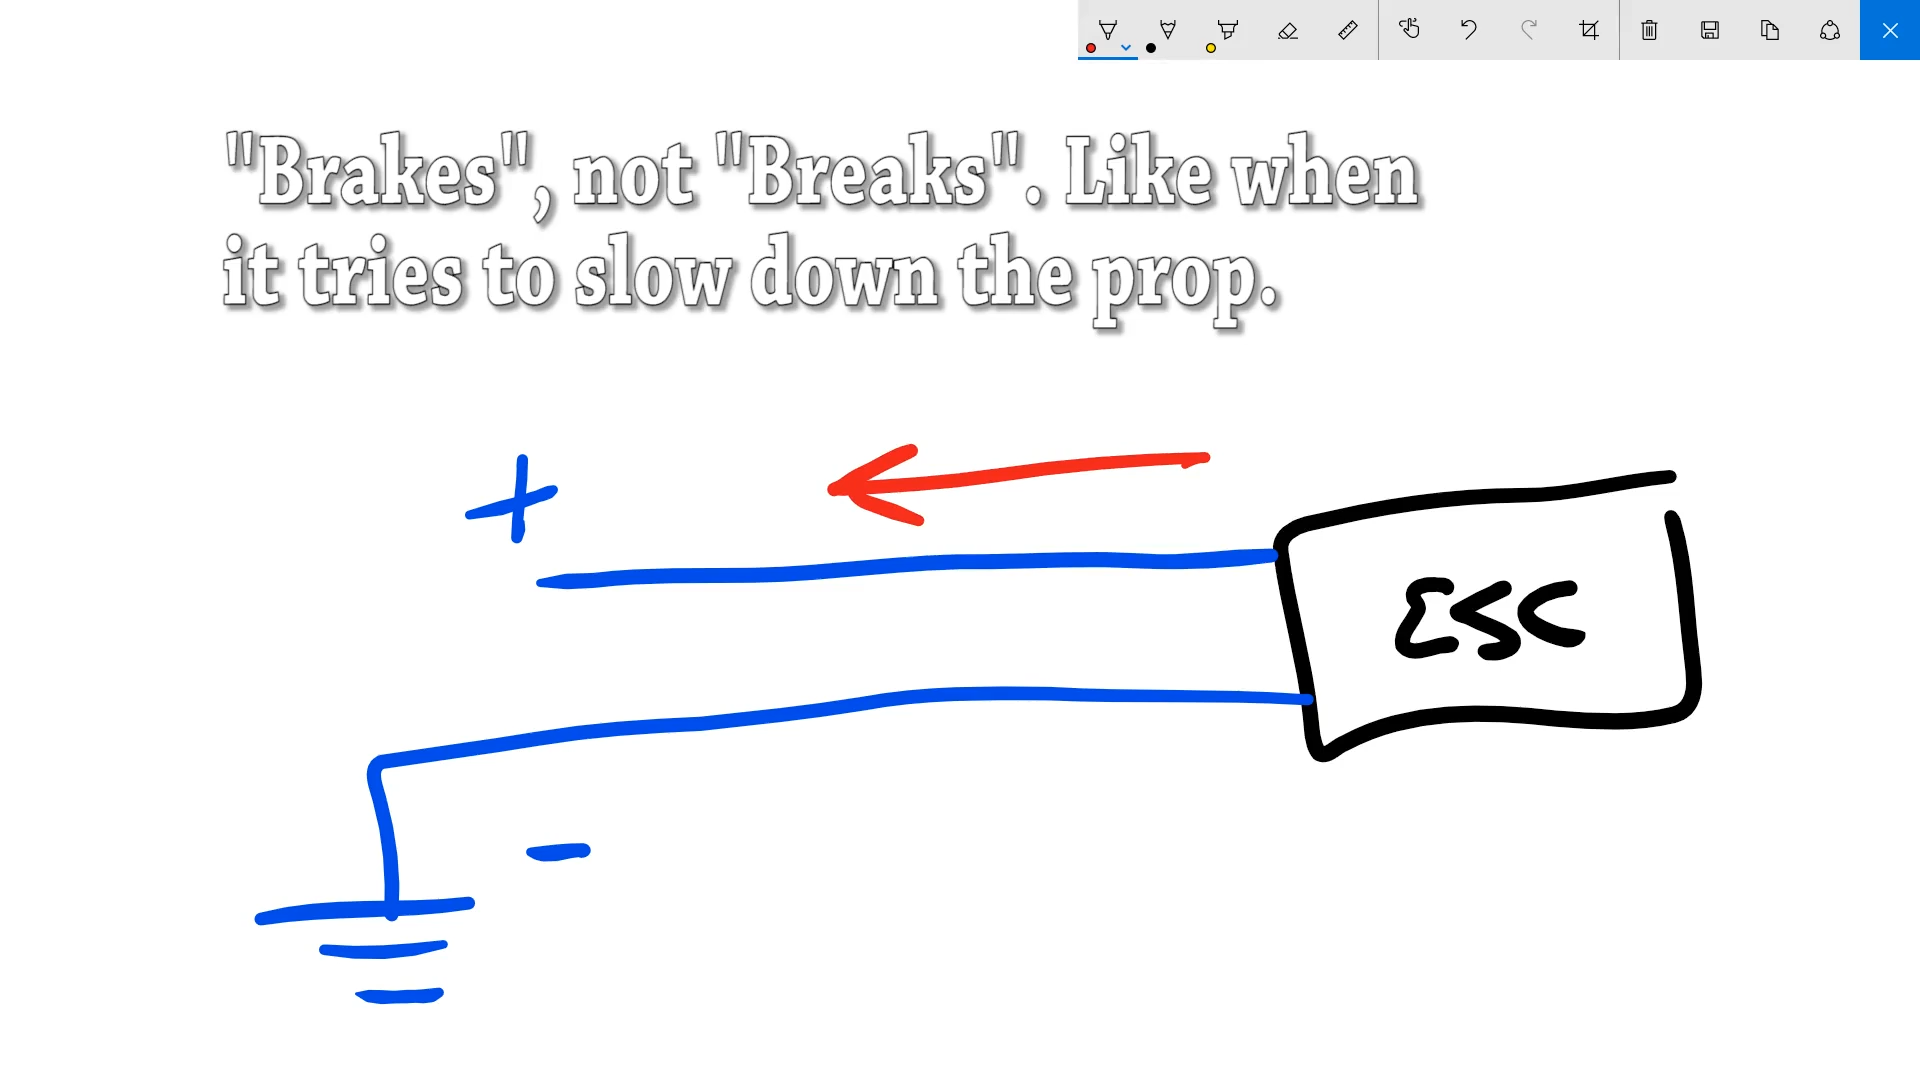 "Brakes", not "Breaks". Like when
it tries to slow down the prop.
+
ESC
-